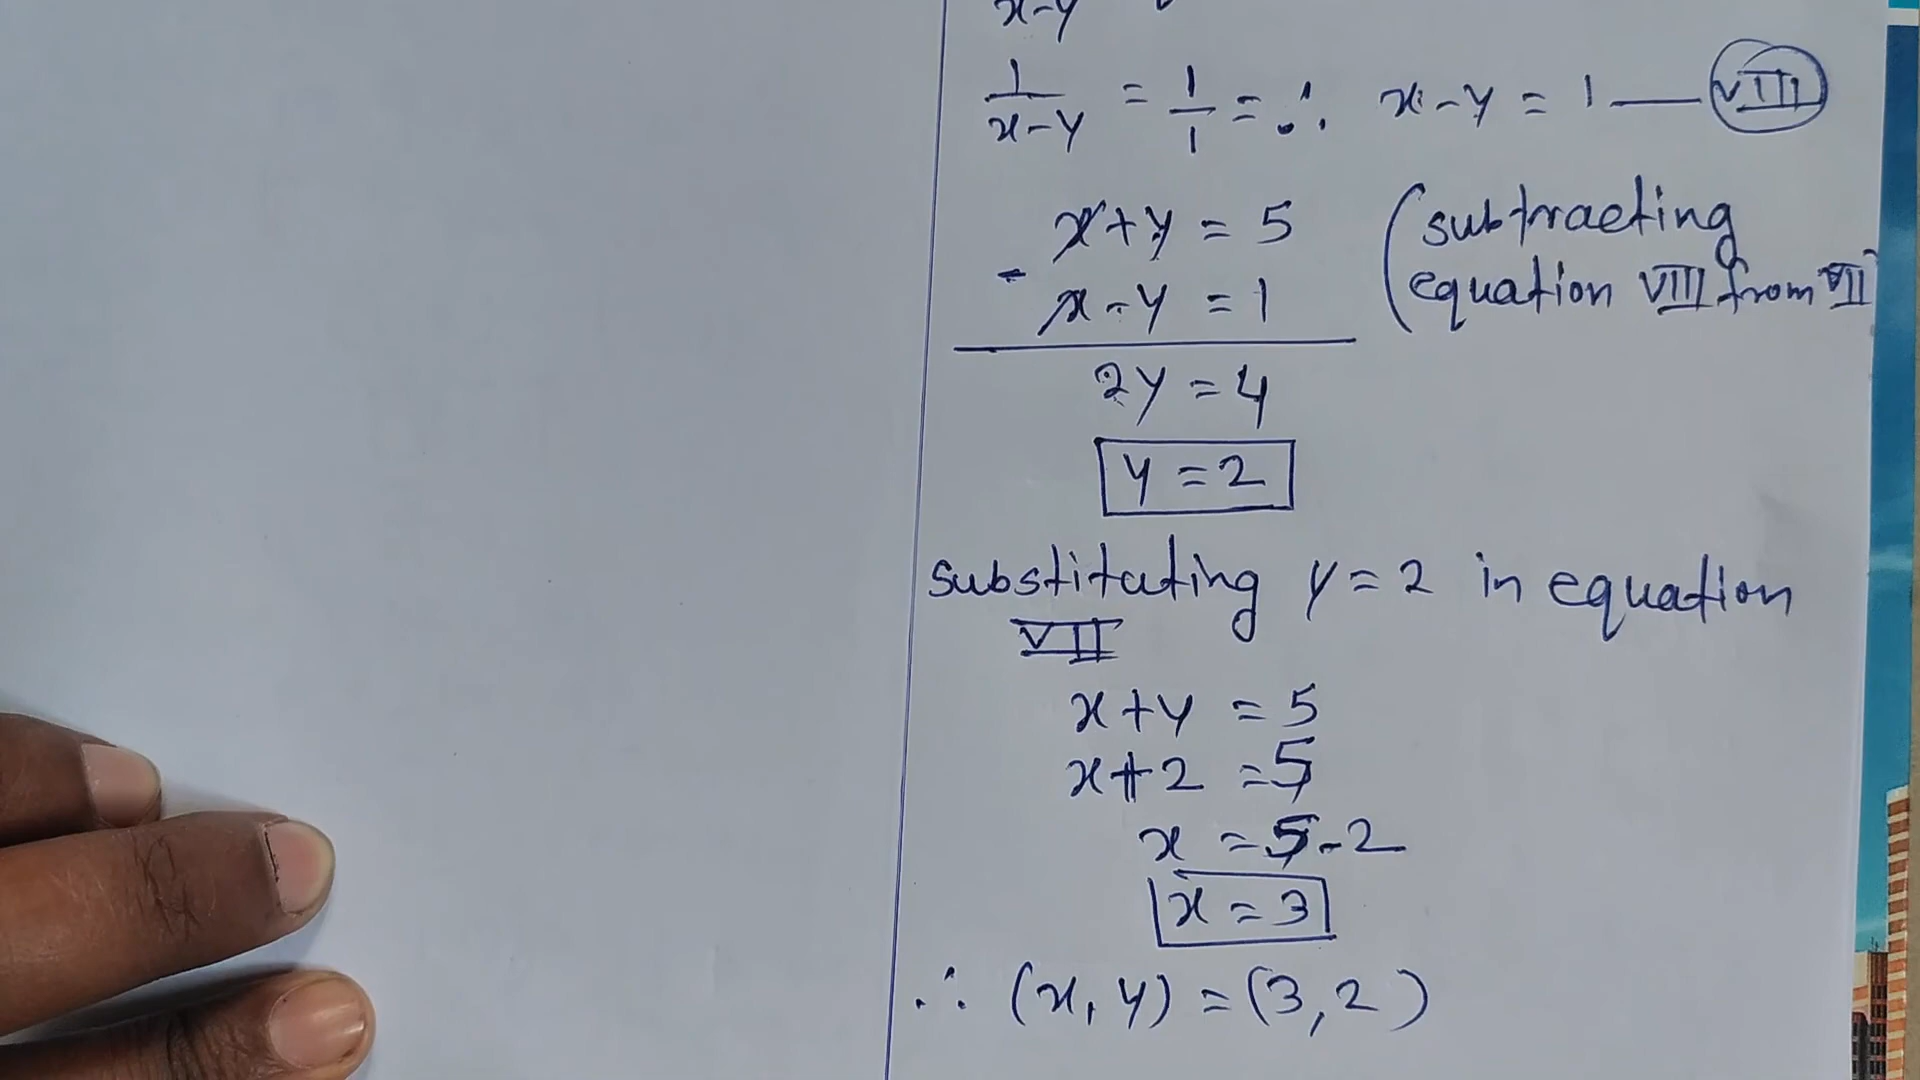 x-y
1/(x-y) = 1/1 = ∴ x-y = 1 — VIII
x+y = 5 (subtracting
- x-y = 1 equation VIII from VII
2y = 4
y = 2
substituting y = 2 in equation
VII
x+y = 5
x+2 = 5
x = 5-2
x = 3
∴ (x, y) = (3, 2)